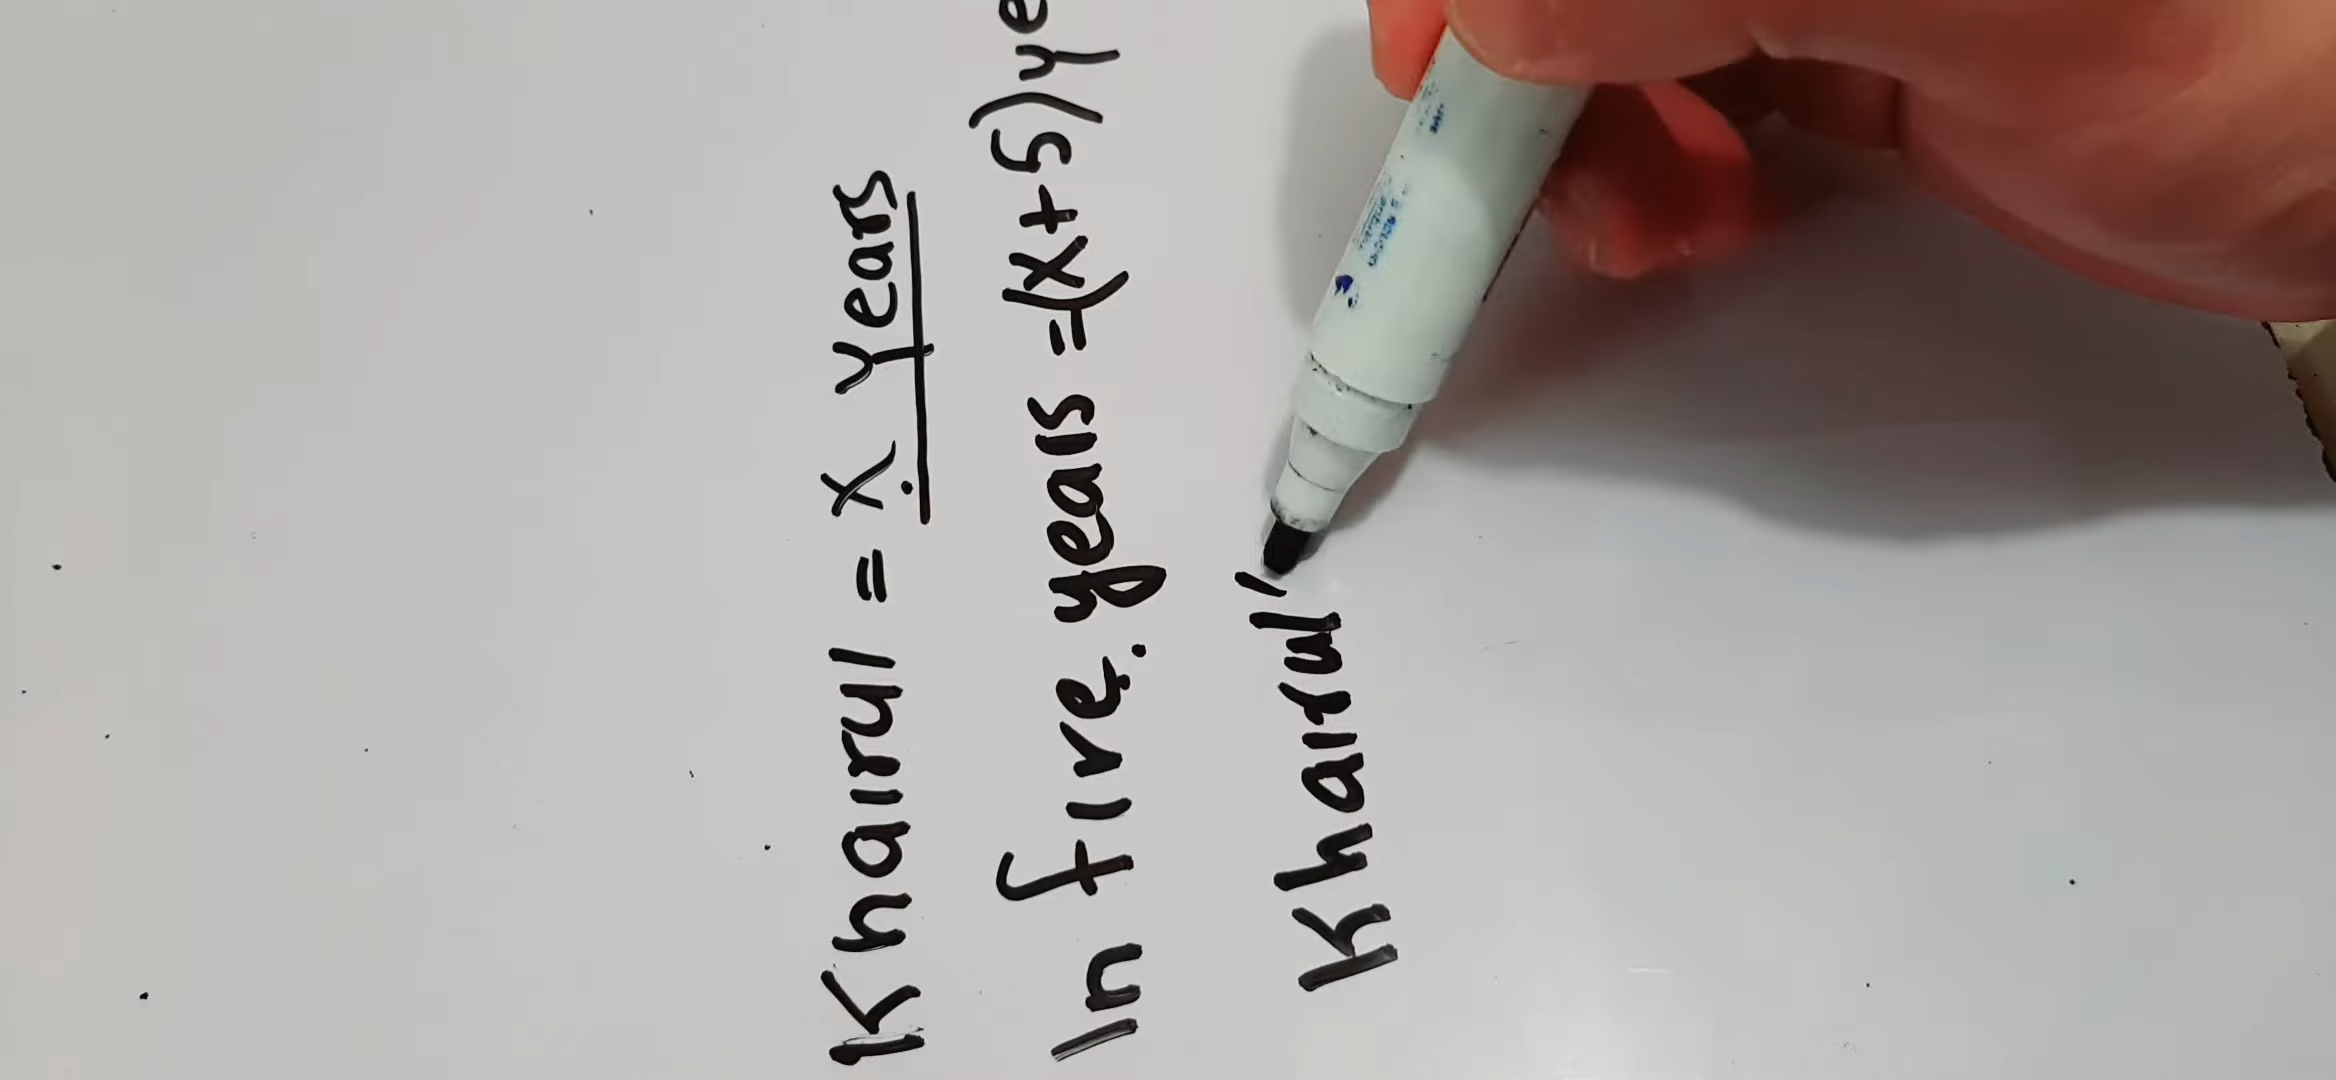 Khairul = x years
In five years = (x+5) ye
Khairul'